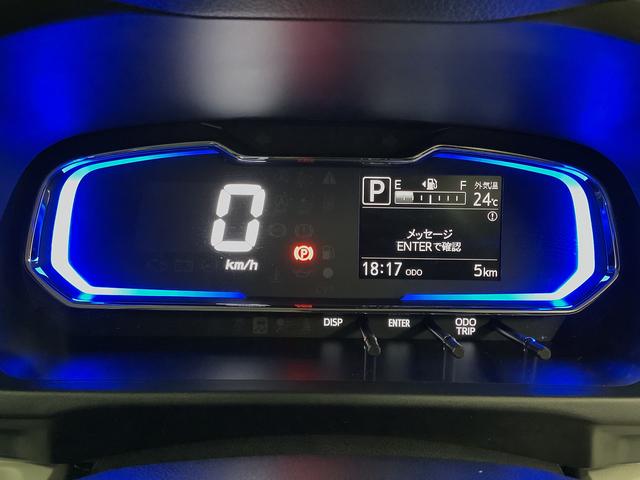 0
km/h
P
P E F 外気温
24℃
メッセージ
ENTERで確認
18:17 ODO 5km
DISP ENTER ODO
TRIP